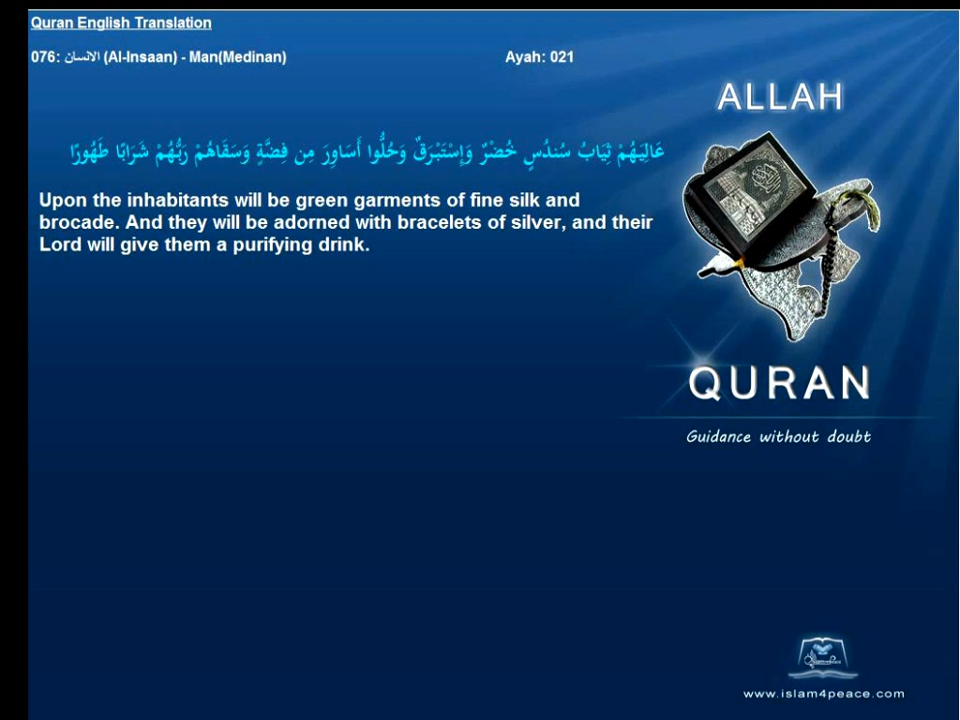 Quran English Translation
076: الانسان (Al-Insaan) - Man(Medinan)
Ayah: 021
عَالِيَهُمْ ثِيَابُ سُندُسٍ خُضْرٌ وَإِسْتَبْرَقٌ وَحُلُّوا أَسَاوِرَ مِن فِضَّةٍ وَسَقَاهُمْ رَبُّهُمْ شَرَابًا طَهُورًا
Upon the inhabitants will be green garments of fine silk and
brocade. And they will be adorned with bracelets of silver, and their
Lord will give them a purifying drink.
ALLAH
QURAN
Guidance without doubt
www.islam4peace.com